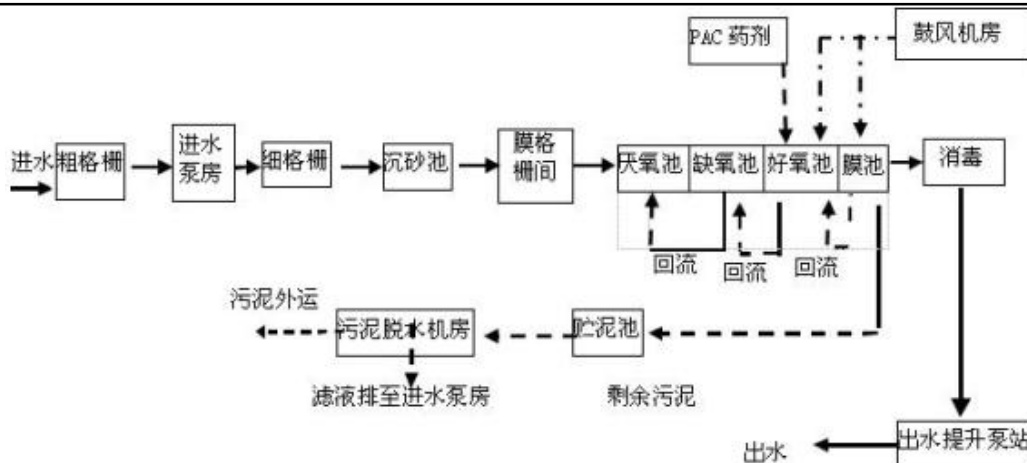 PAC 药剂
鼓风机房
进水
粗格栅
进水
泵房
细格栅
沉砂池
膜格
栅间
厌氧池
缺氧池
好氧池
膜池
消毒
回流
回流
回流
污泥外运
污泥脱水机房
贮泥池
滤液排至进水泵房
剩余污泥
出水
出水提升泵站